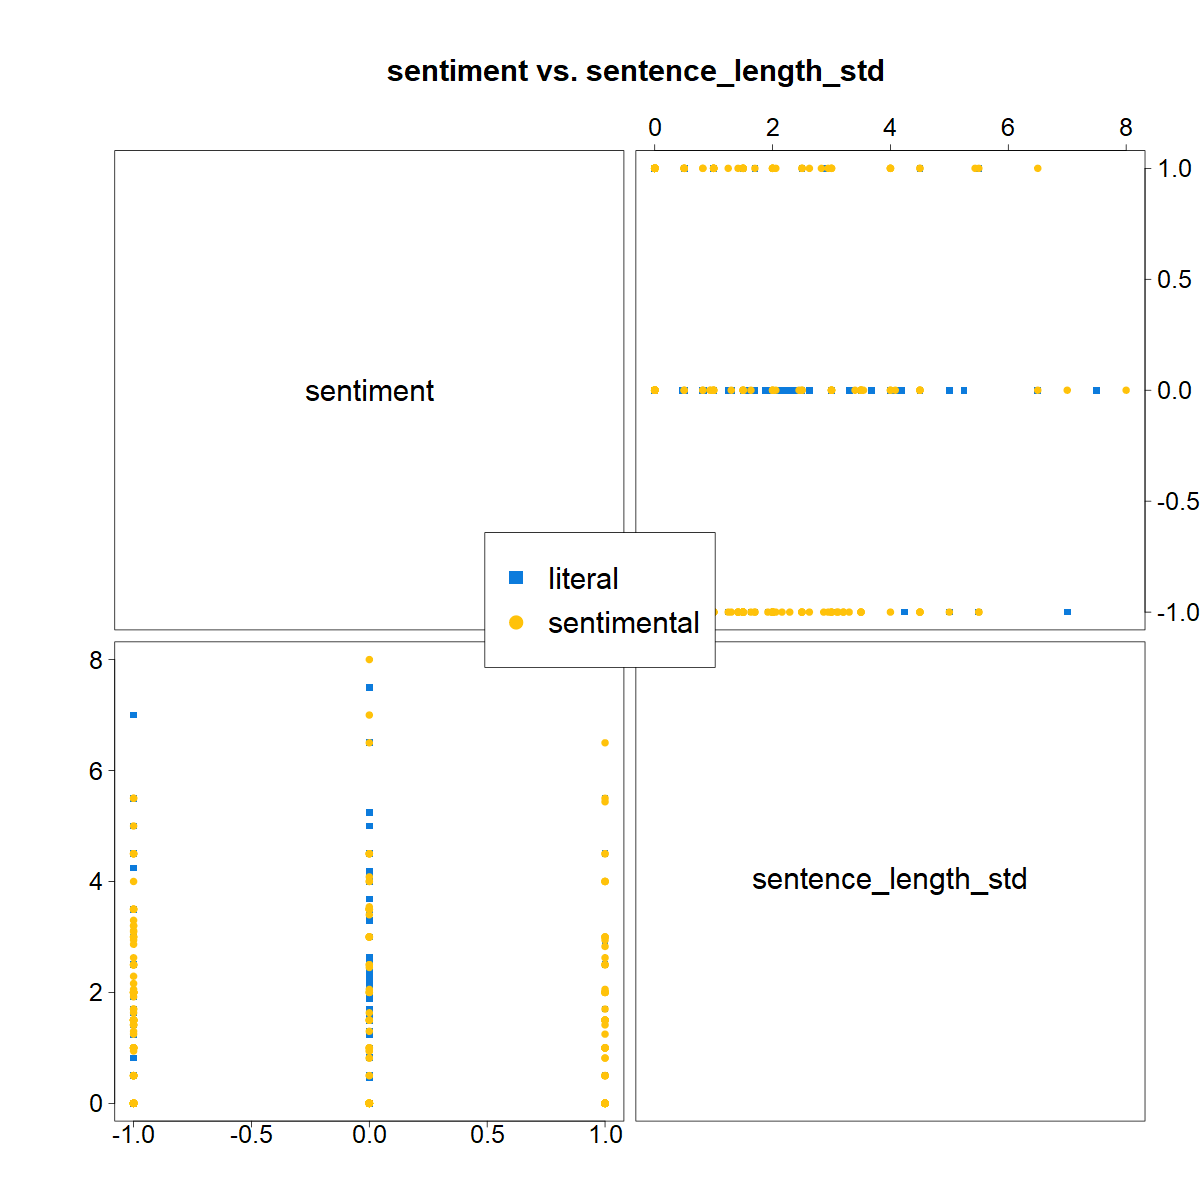 sentiment vs. sentence_length_std
0 2 4 6 8
1.0
0.5
sentiment
0.0
-0.5
literal
-1.0
sentimental
8
6
sentence_length_std
4
2
0
-1.0 -0.5 0.0 0.5 1.0